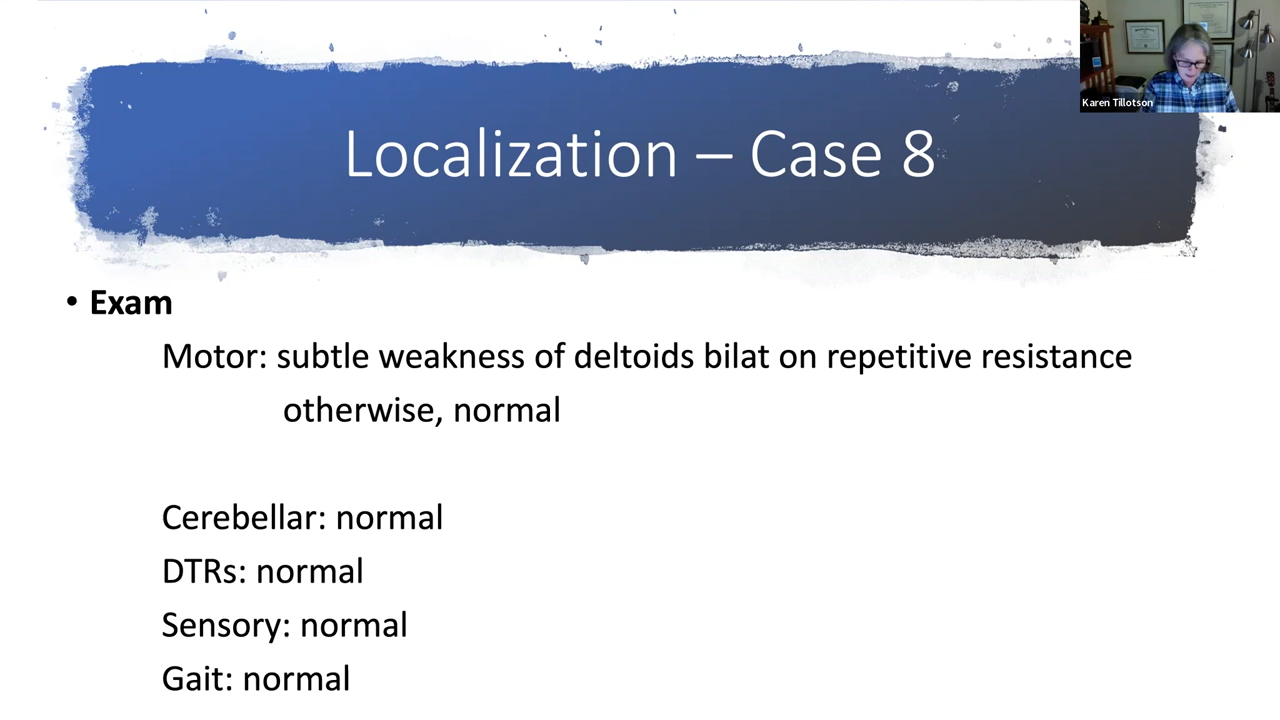 Localization – Case 8
Karen Tillotson
• Exam
Motor: subtle weakness of deltoids bilat on repetitive resistance
otherwise, normal
Cerebellar: normal
DTRs: normal
Sensory: normal
Gait: normal